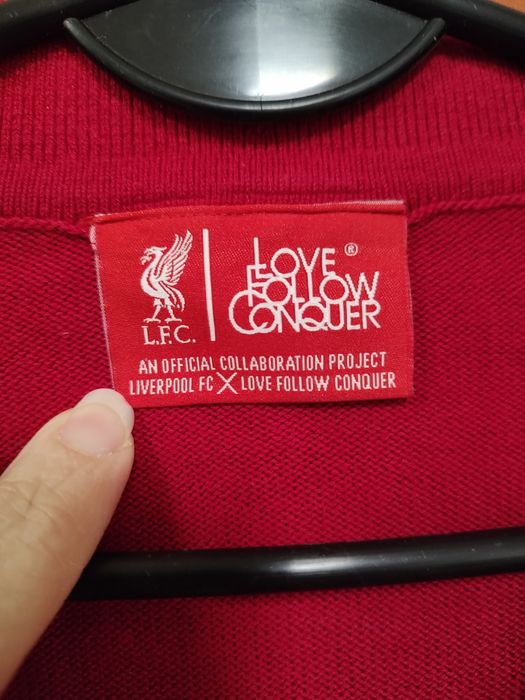 L.F.C.
LOVE ®
FOLLOW
CONQUER
AN OFFICIAL COLLABORATION PROJECT
LIVERPOOL FC X LOVE FOLLOW CONQUER